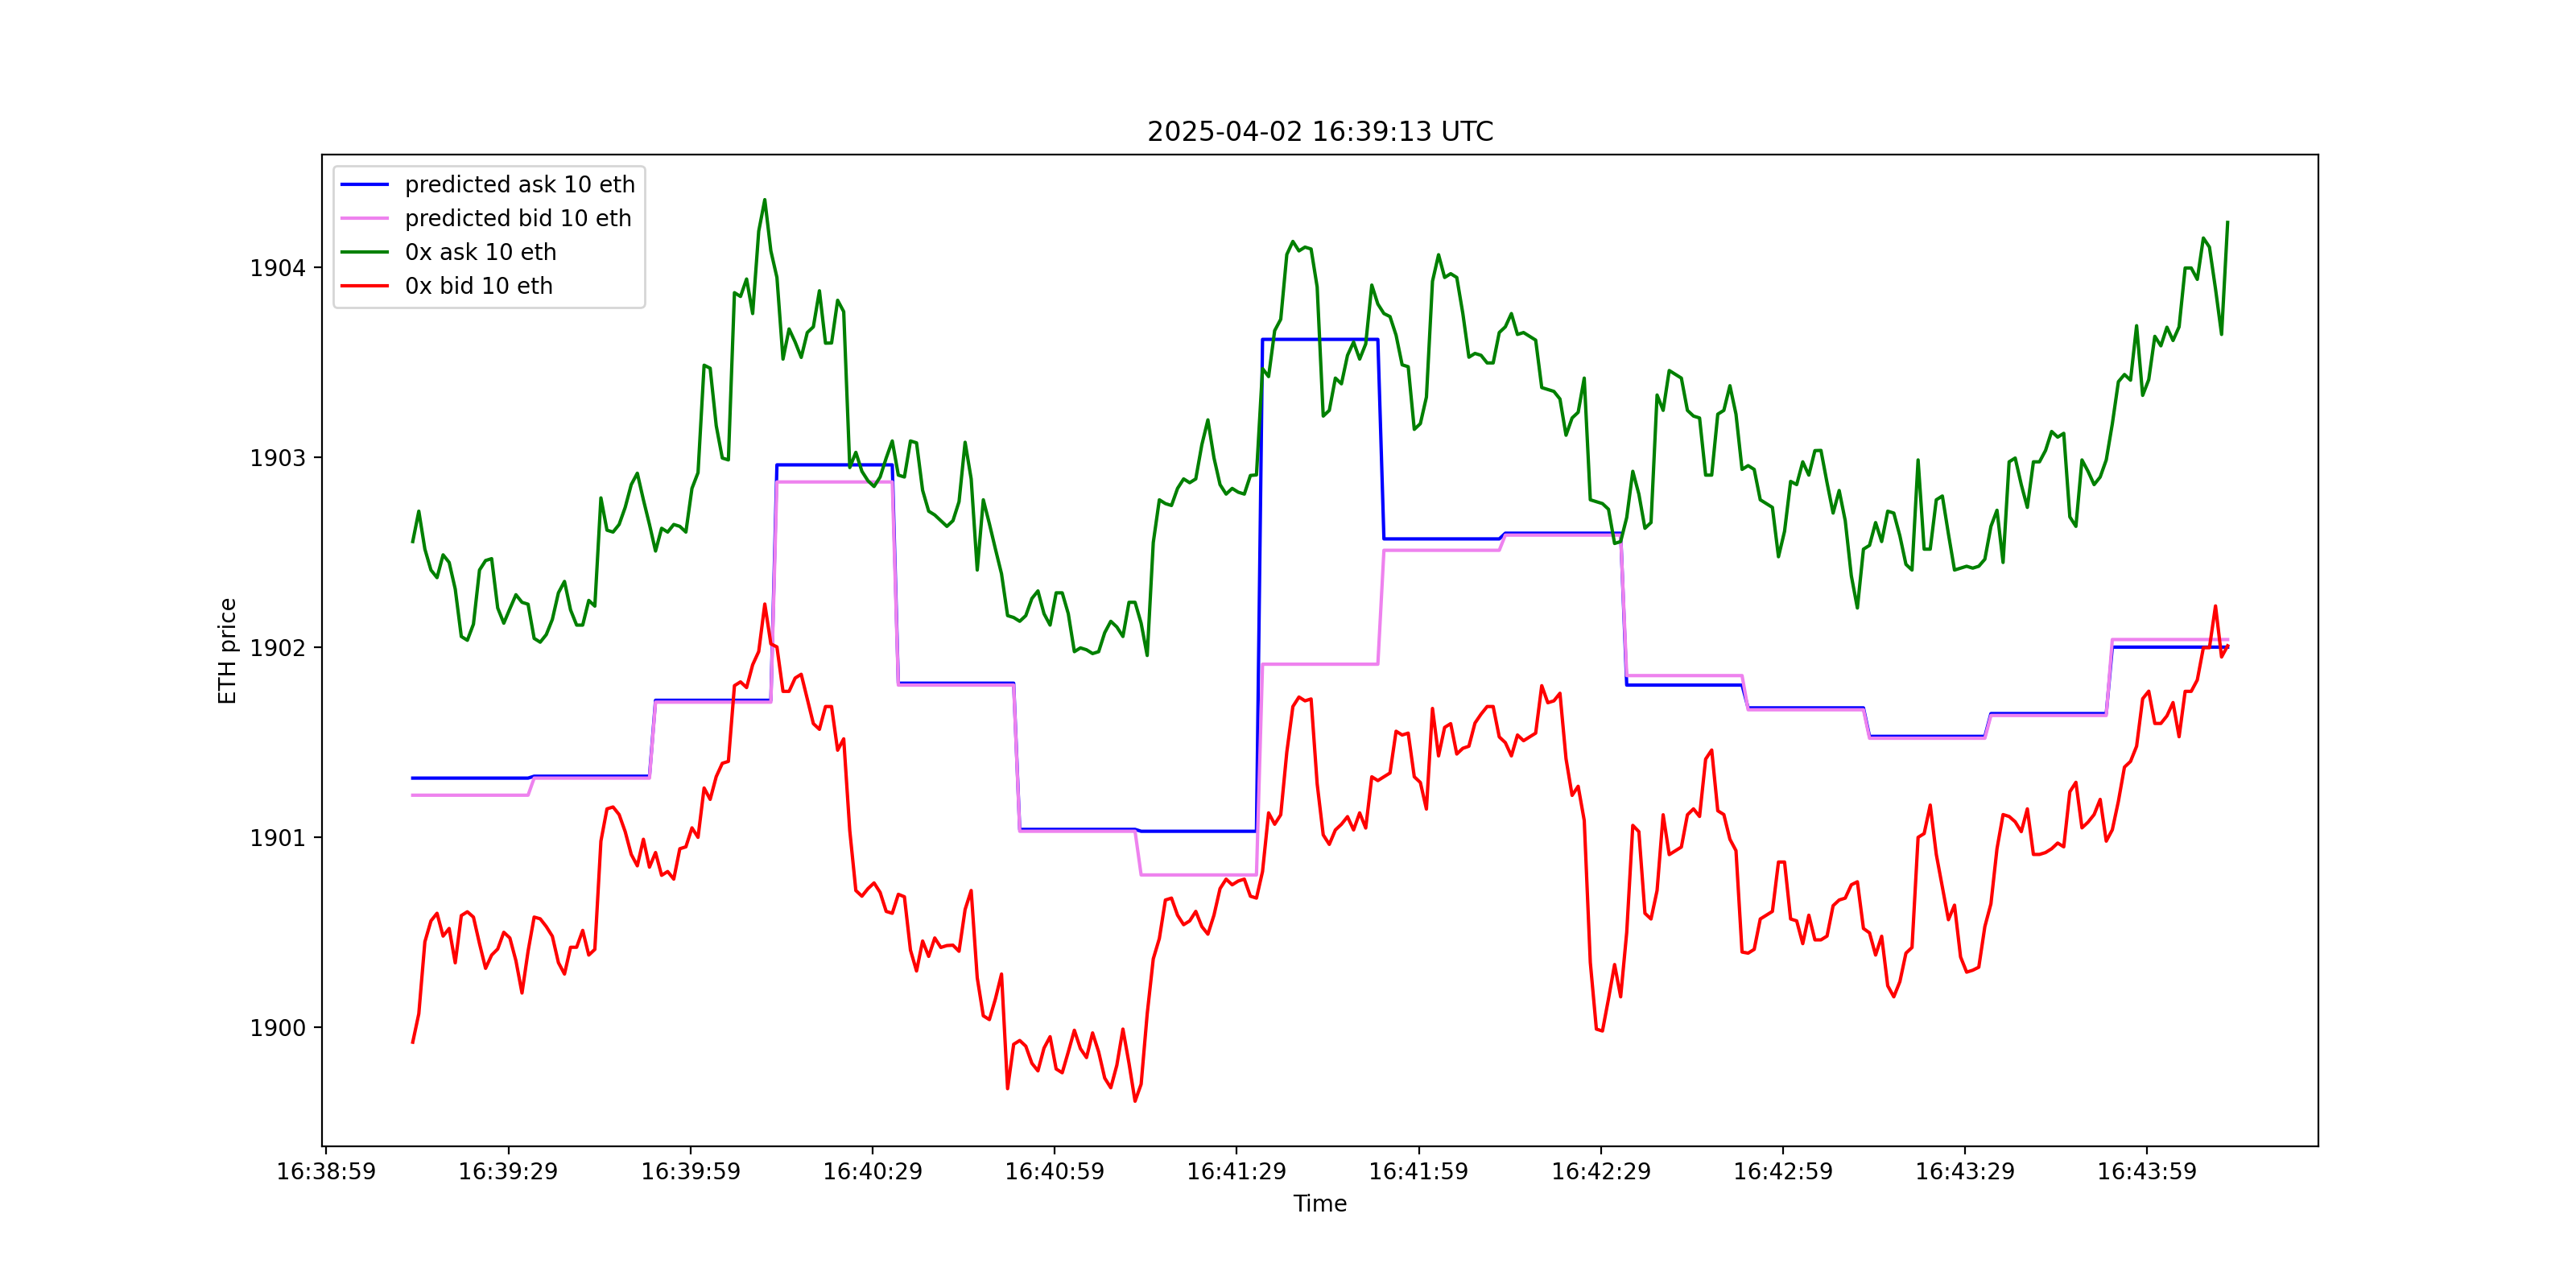 2025-04-02 16:39:13 UTC
predicted ask 10 eth
predicted bid 10 eth
0x ask 10 eth
0x bid 10 eth
ETH price
1904
1903
1902
1901
1900
16:38:59 16:39:29 16:39:59 16:40:29 16:40:59 16:41:29 16:41:59 16:42:29 16:42:59 16:43:29 16:43:59
Time